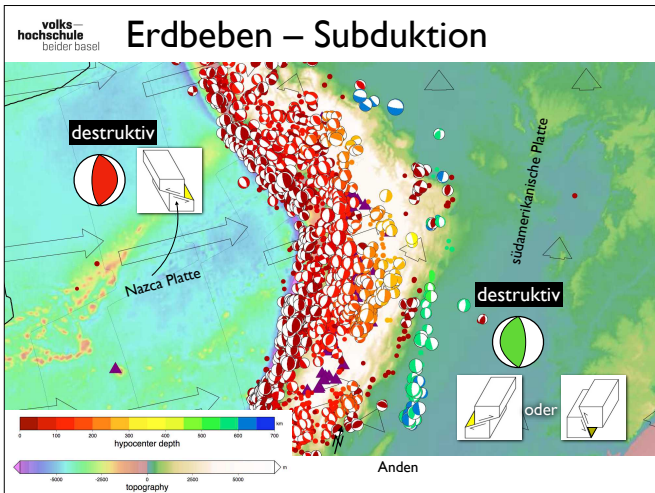 volks—
hochschule
beider basel
Erdbeben – Subduktion
destruktiv
Nazca Platte
südamerikanische Platte
destruktiv
oder
km
0 100 200 300 400 500 600 700
hypocenter depth
m
-5000 -2500 0 2500 5000
topography
Anden